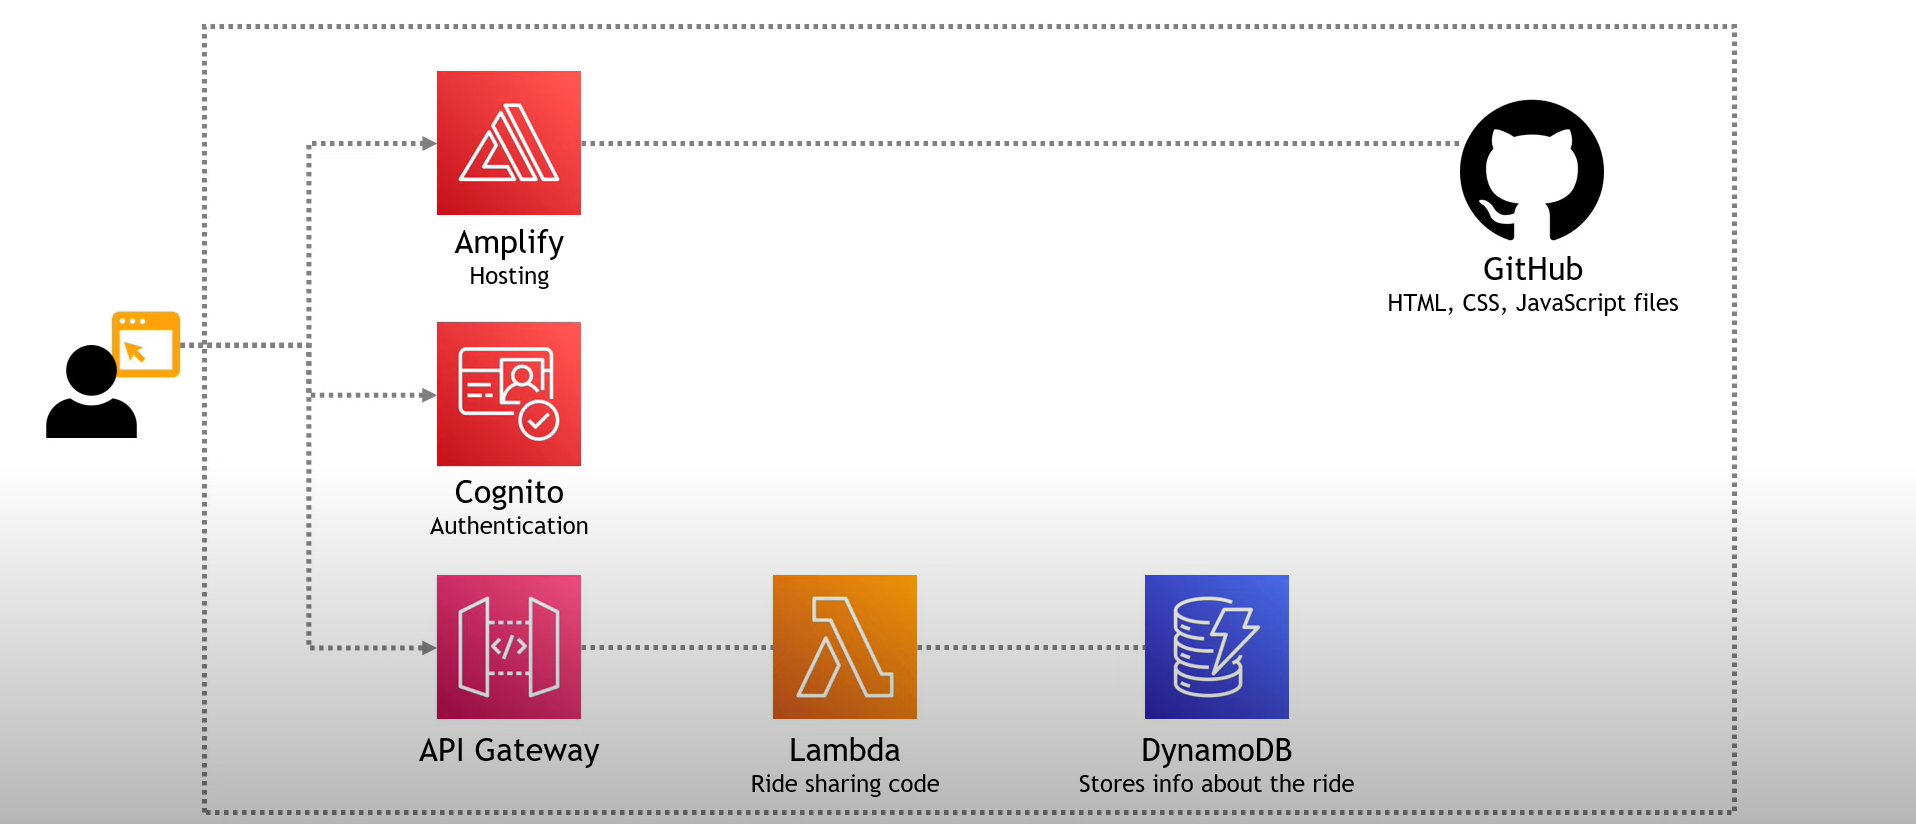 Amplify
Hosting
GitHub
HTML, CSS, JavaScript files
Cognito
Authentication
</>
API Gateway
Lambda
Ride sharing code
DynamoDB
Stores info about the ride